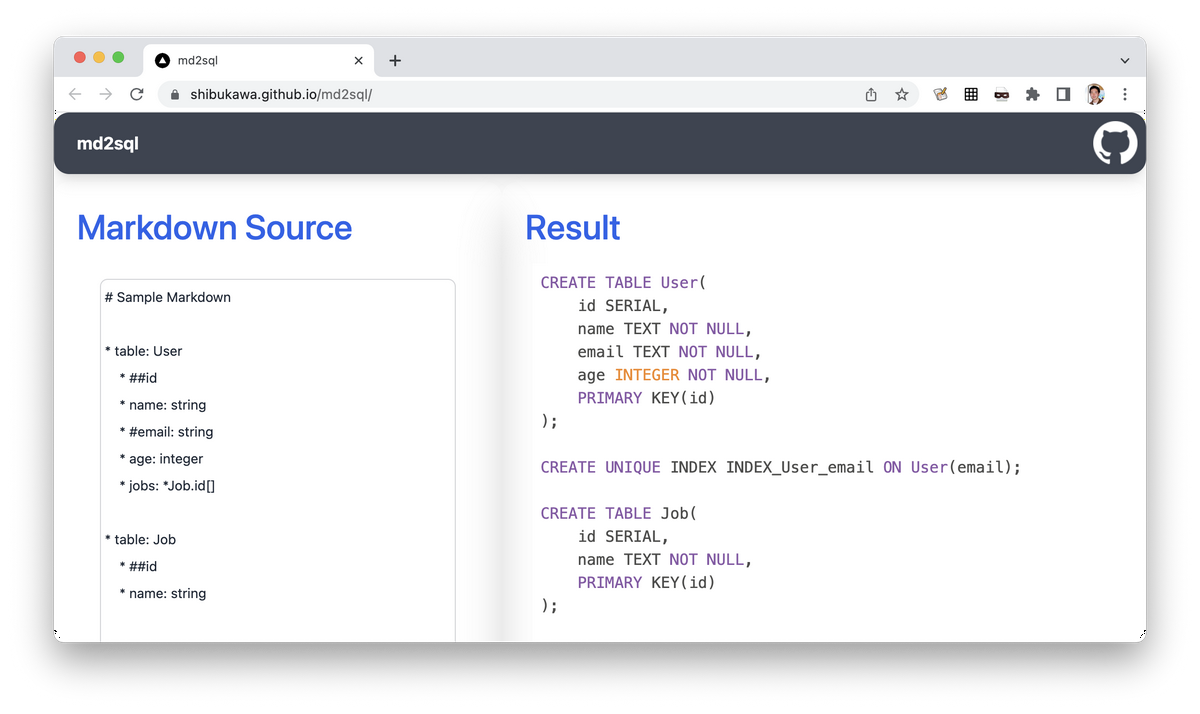 md2sql
shibukawa.github.io/md2sql/
md2sql
Markdown Source
# Sample Markdown
* table: User
* ##id
* name: string
* #email: string
* age: integer
* jobs: *Job.id[]
* table: Job
* ##id
* name: string
Result
CREATE TABLE User(
id SERIAL,
name TEXT NOT NULL,
email TEXT NOT NULL,
age INTEGER NOT NULL,
PRIMARY KEY(id)
);
CREATE UNIQUE INDEX INDEX_User_email ON User(email);
CREATE TABLE Job(
id SERIAL,
name TEXT NOT NULL,
PRIMARY KEY(id)
);